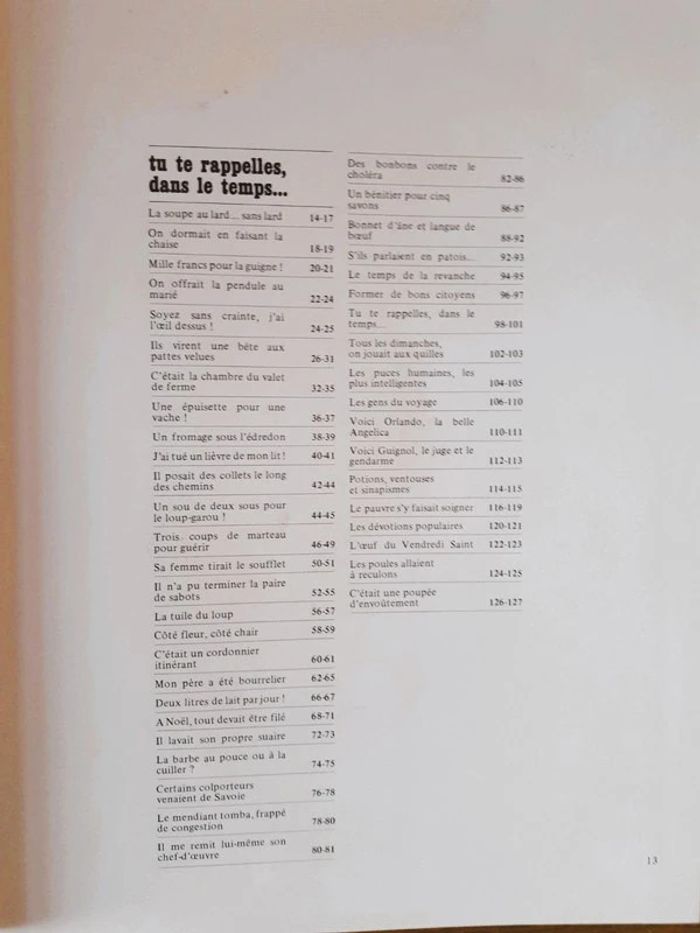 tu te rappelles,
dans le temps...
La soupe au lard... sans lard 14-17
On dormait en faisant la
chaise 18-19
Mille francs pour la guigne ! 20-21
On offrait la pendule au
marié 22-24
Soyez sans crainte, j'ai
l'œil dessus ! 24-25
Ils virent une bête aux
pattes velues 26-31
C'était la chambre du valet
de ferme 32-35
Une épuisette pour une
vache ! 36-37
Un fromage sous l'édredon 38-39
J'ai tué un lièvre de mon lit ! 40-41
Il posait des collets le long
des chemins 42-44
Un sou de deux sous pour
le loup-garou ! 44-45
Trois coups de marteau
pour guérir 46-49
Sa femme tirait le soufflet 50-51
Il n'a pu terminer la paire
de sabots 52-55
La tuile du loup 56-57
Côté fleur, côté chair 58-59
C'était un cordonnier
itinérant 60-61
Mon père a été bourrelier 62-65
Deux litres de lait par jour ! 66-67
A Noël, tout devait être filé 68-71
Il lavait son propre suaire 72-73
La barbe au pouce ou à la
cuiller ? 74-75
Certains colporteurs
venaient de Savoie 76-78
Le mendiant tomba, frappé
de congestion 78-80
Il me remit lui-même son
chef-d'œuvre 80-81
Des bonbons contre le
choléra 82-86
Un bénitier pour cinq
savons 86-87
Bonnet d'âne et langue de
bœuf 88-92
S'ils parlaient en patois... 92-93
Le temps de la revanche 94-95
Former de bons citoyens 96-97
Tu te rappelles, dans le
temps... 98-101
Tous les dimanches,
on jouait aux quilles 102-103
Les puces humaines, les
plus intelligentes 104-105
Les gens du voyage 106-110
Voici Orlando, la belle
Angelica 110-111
Voici Guignol, le juge et le
gendarme 112-113
Potions, ventouses
et sinapismes 114-115
Le pauvre s'y faisait soigner 116-119
Les dévotions populaires 120-121
L'œuf du Vendredi Saint 122-123
Les poules allaient
à reculons 124-125
C'était une poupée
d'envoûtement 126-127
13